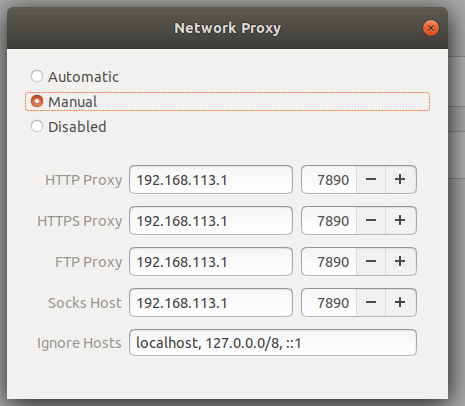 Network Proxy
Automatic
Manual
Disabled
HTTP Proxy 192.168.113.1 7890 − +
HTTPS Proxy 192.168.113.1 7890 − +
FTP Proxy 192.168.113.1 7890 − +
Socks Host 192.168.113.1 7890 − +
Ignore Hosts localhost, 127.0.0.0/8, ::1